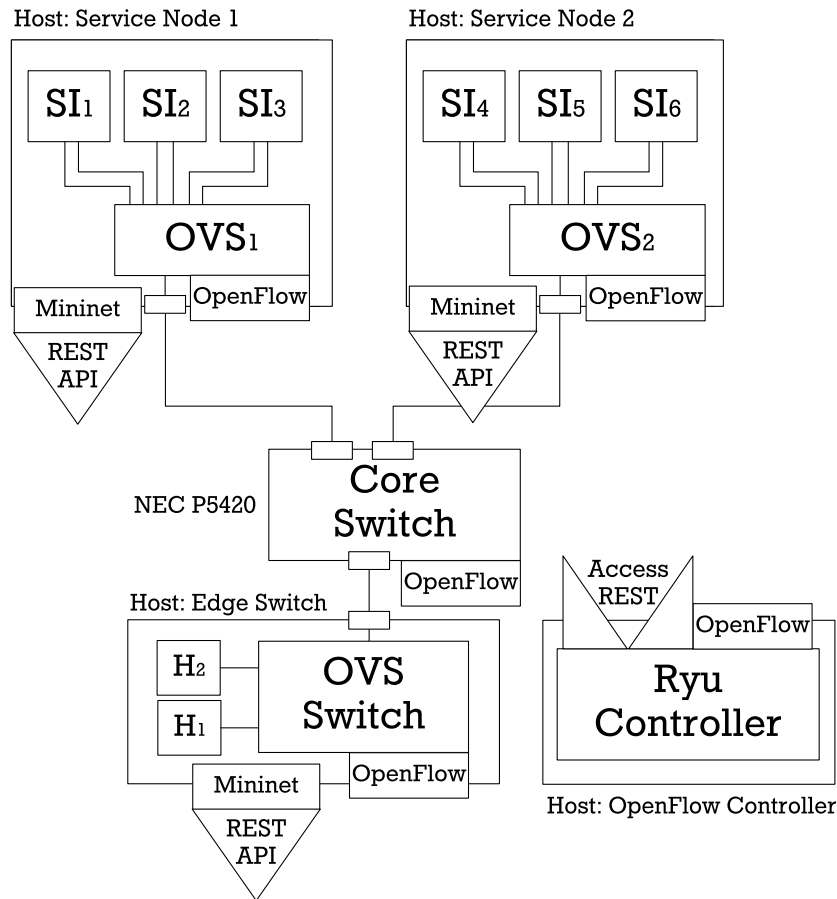 Host: Service Node 1
Host: Service Node 2
SI1
SI2
SI3
SI4
SI5
SI6
OVS1
OVS2
Mininet
OpenFlow
Mininet
OpenFlow
REST
API
REST
API
NEC P5420
Core
Switch
OpenFlow
Host: Edge Switch
H2
H1
OVS
Switch
OpenFlow
Mininet
REST
API
Access
REST
OpenFlow
Ryu
Controller
Host: OpenFlow Controller